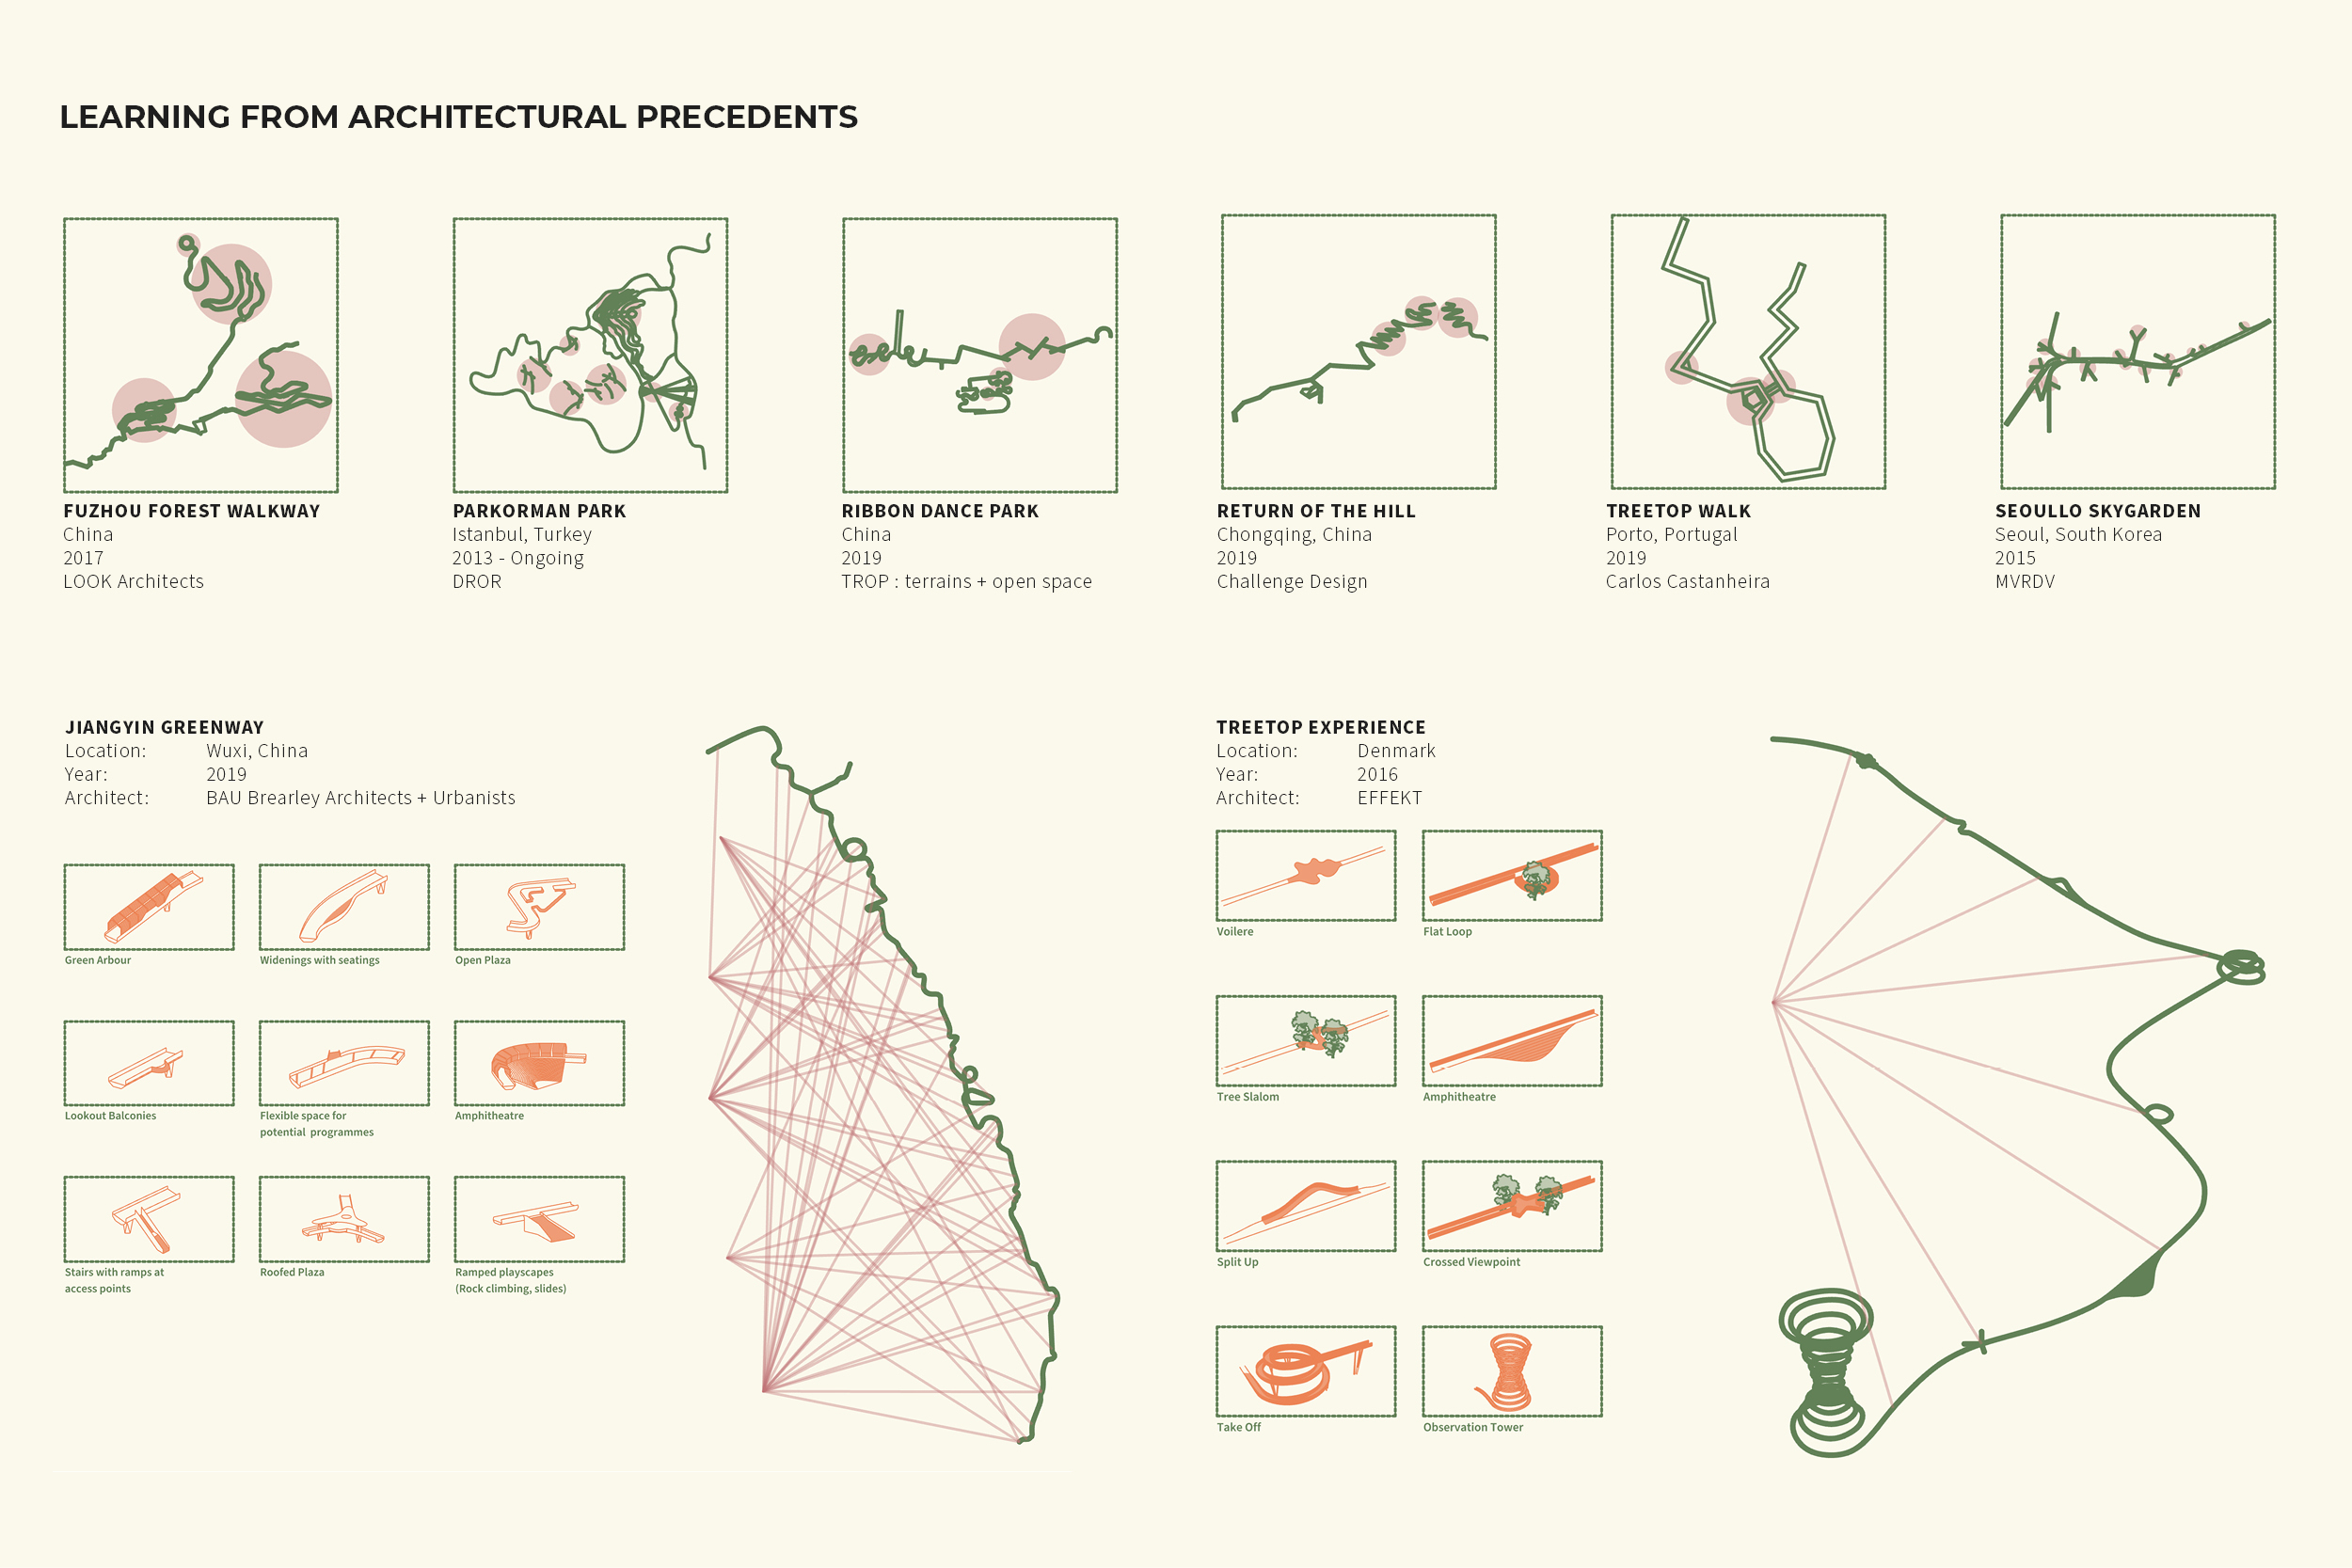 LEARNING FROM ARCHITECTURAL PRECEDENTS
FUZHOU FOREST WALKWAY
China
2017
LOOK Architects
PARKORMAN PARK
Istanbul, Turkey
2013 - Ongoing
DROR
RIBBON DANCE PARK
China
2019
TROP : terrains + open space
RETURN OF THE HILL
Chongqing, China
2019
Challenge Design
TREETOP WALK
Porto, Portugal
2019
Carlos Castanheira
SEOULLO SKYGARDEN
Seoul, South Korea
2015
MVRDV
JIANGYIN GREENWAY
Location: Wuxi, China
Year: 2019
Architect: BAU Brearley Architects + Urbanists
Green Arbour
Widenings with seatings
Open Plaza
Lookout Balconies
Flexible space for
potential programmes
Amphitheatre
Stairs with ramps at
access points
Roofed Plaza
Ramped playscapes
(Rock climbing, slides)
TREETOP EXPERIENCE
Location: Denmark
Year: 2016
Architect: EFFEKT
Voilere
Flat Loop
Tree Slalom
Amphitheatre
Split Up
Crossed Viewpoint
Take Off
Observation Tower